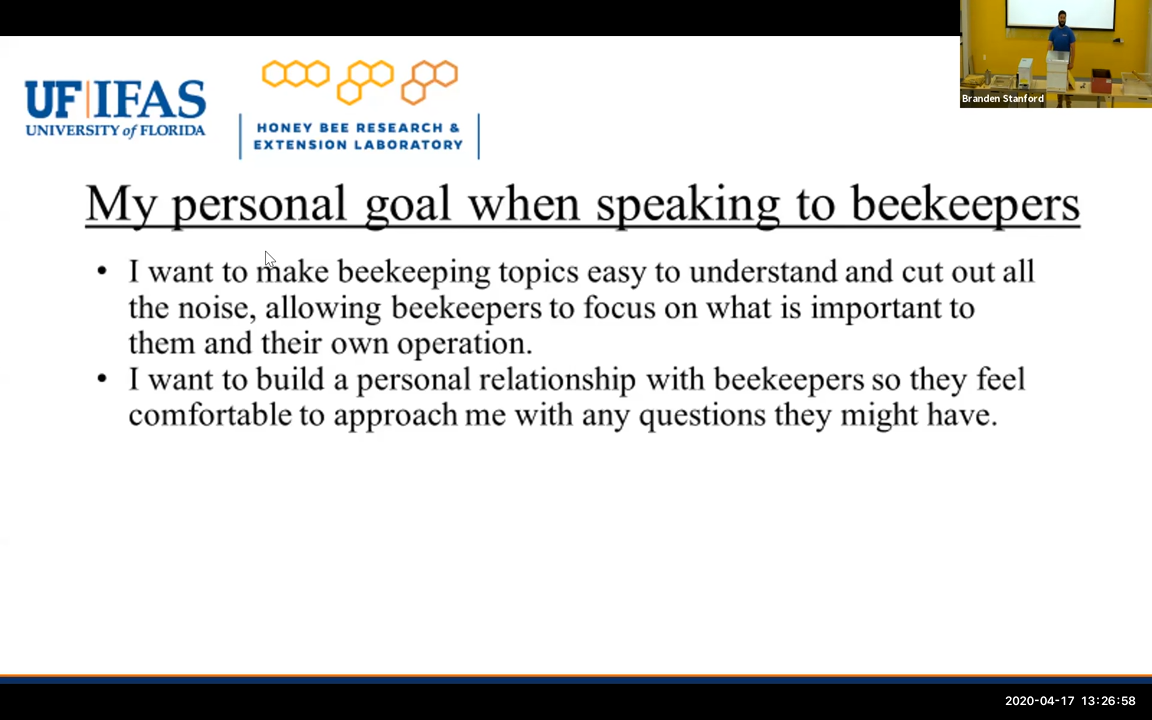 Branden Stanford
UF|IFAS
UNIVERSITY of FLORIDA
HONEY BEE RESEARCH &
EXTENSION LABORATORY
My personal goal when speaking to beekeepers
• I want to make beekeeping topics easy to understand and cut out all
the noise, allowing beekeepers to focus on what is important to
them and their own operation.
• I want to build a personal relationship with beekeepers so they feel
comfortable to approach me with any questions they might have.
2020-04-17 13:26:58